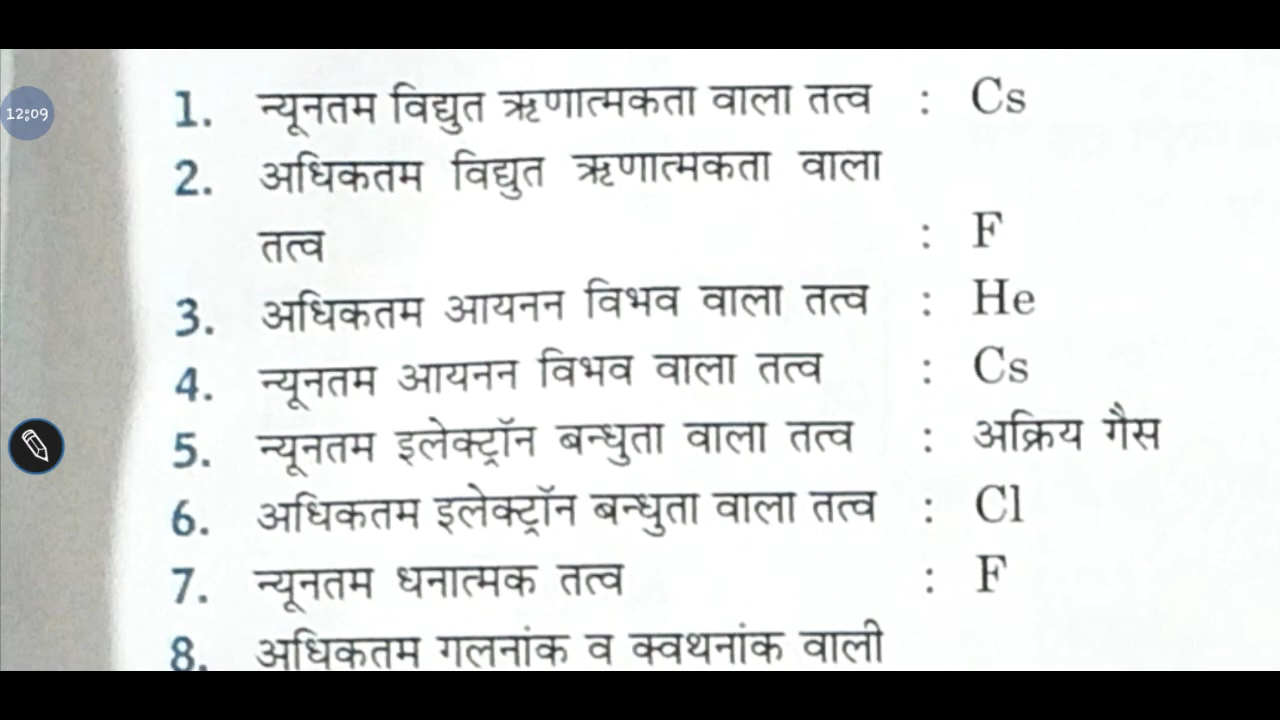 12:09
1. न्यूनतम विद्युत ऋणात्मकता वाला तत्व : Cs
2. अधिकतम विद्युत ऋणात्मकता वाला
तत्व : F
3. अधिकतम आयनन विभव वाला तत्व : He
4. न्यूनतम आयनन विभव वाला तत्व : Cs
5. न्यूनतम इलेक्ट्रॉन बन्धुता वाला तत्व : अक्रिय गैस
6. अधिकतम इलेक्ट्रॉन बन्धुता वाला तत्व : Cl
7. न्यूनतम धनात्मक तत्व : F
8. अधिकतम गलनांक व क्वथनांक वाली